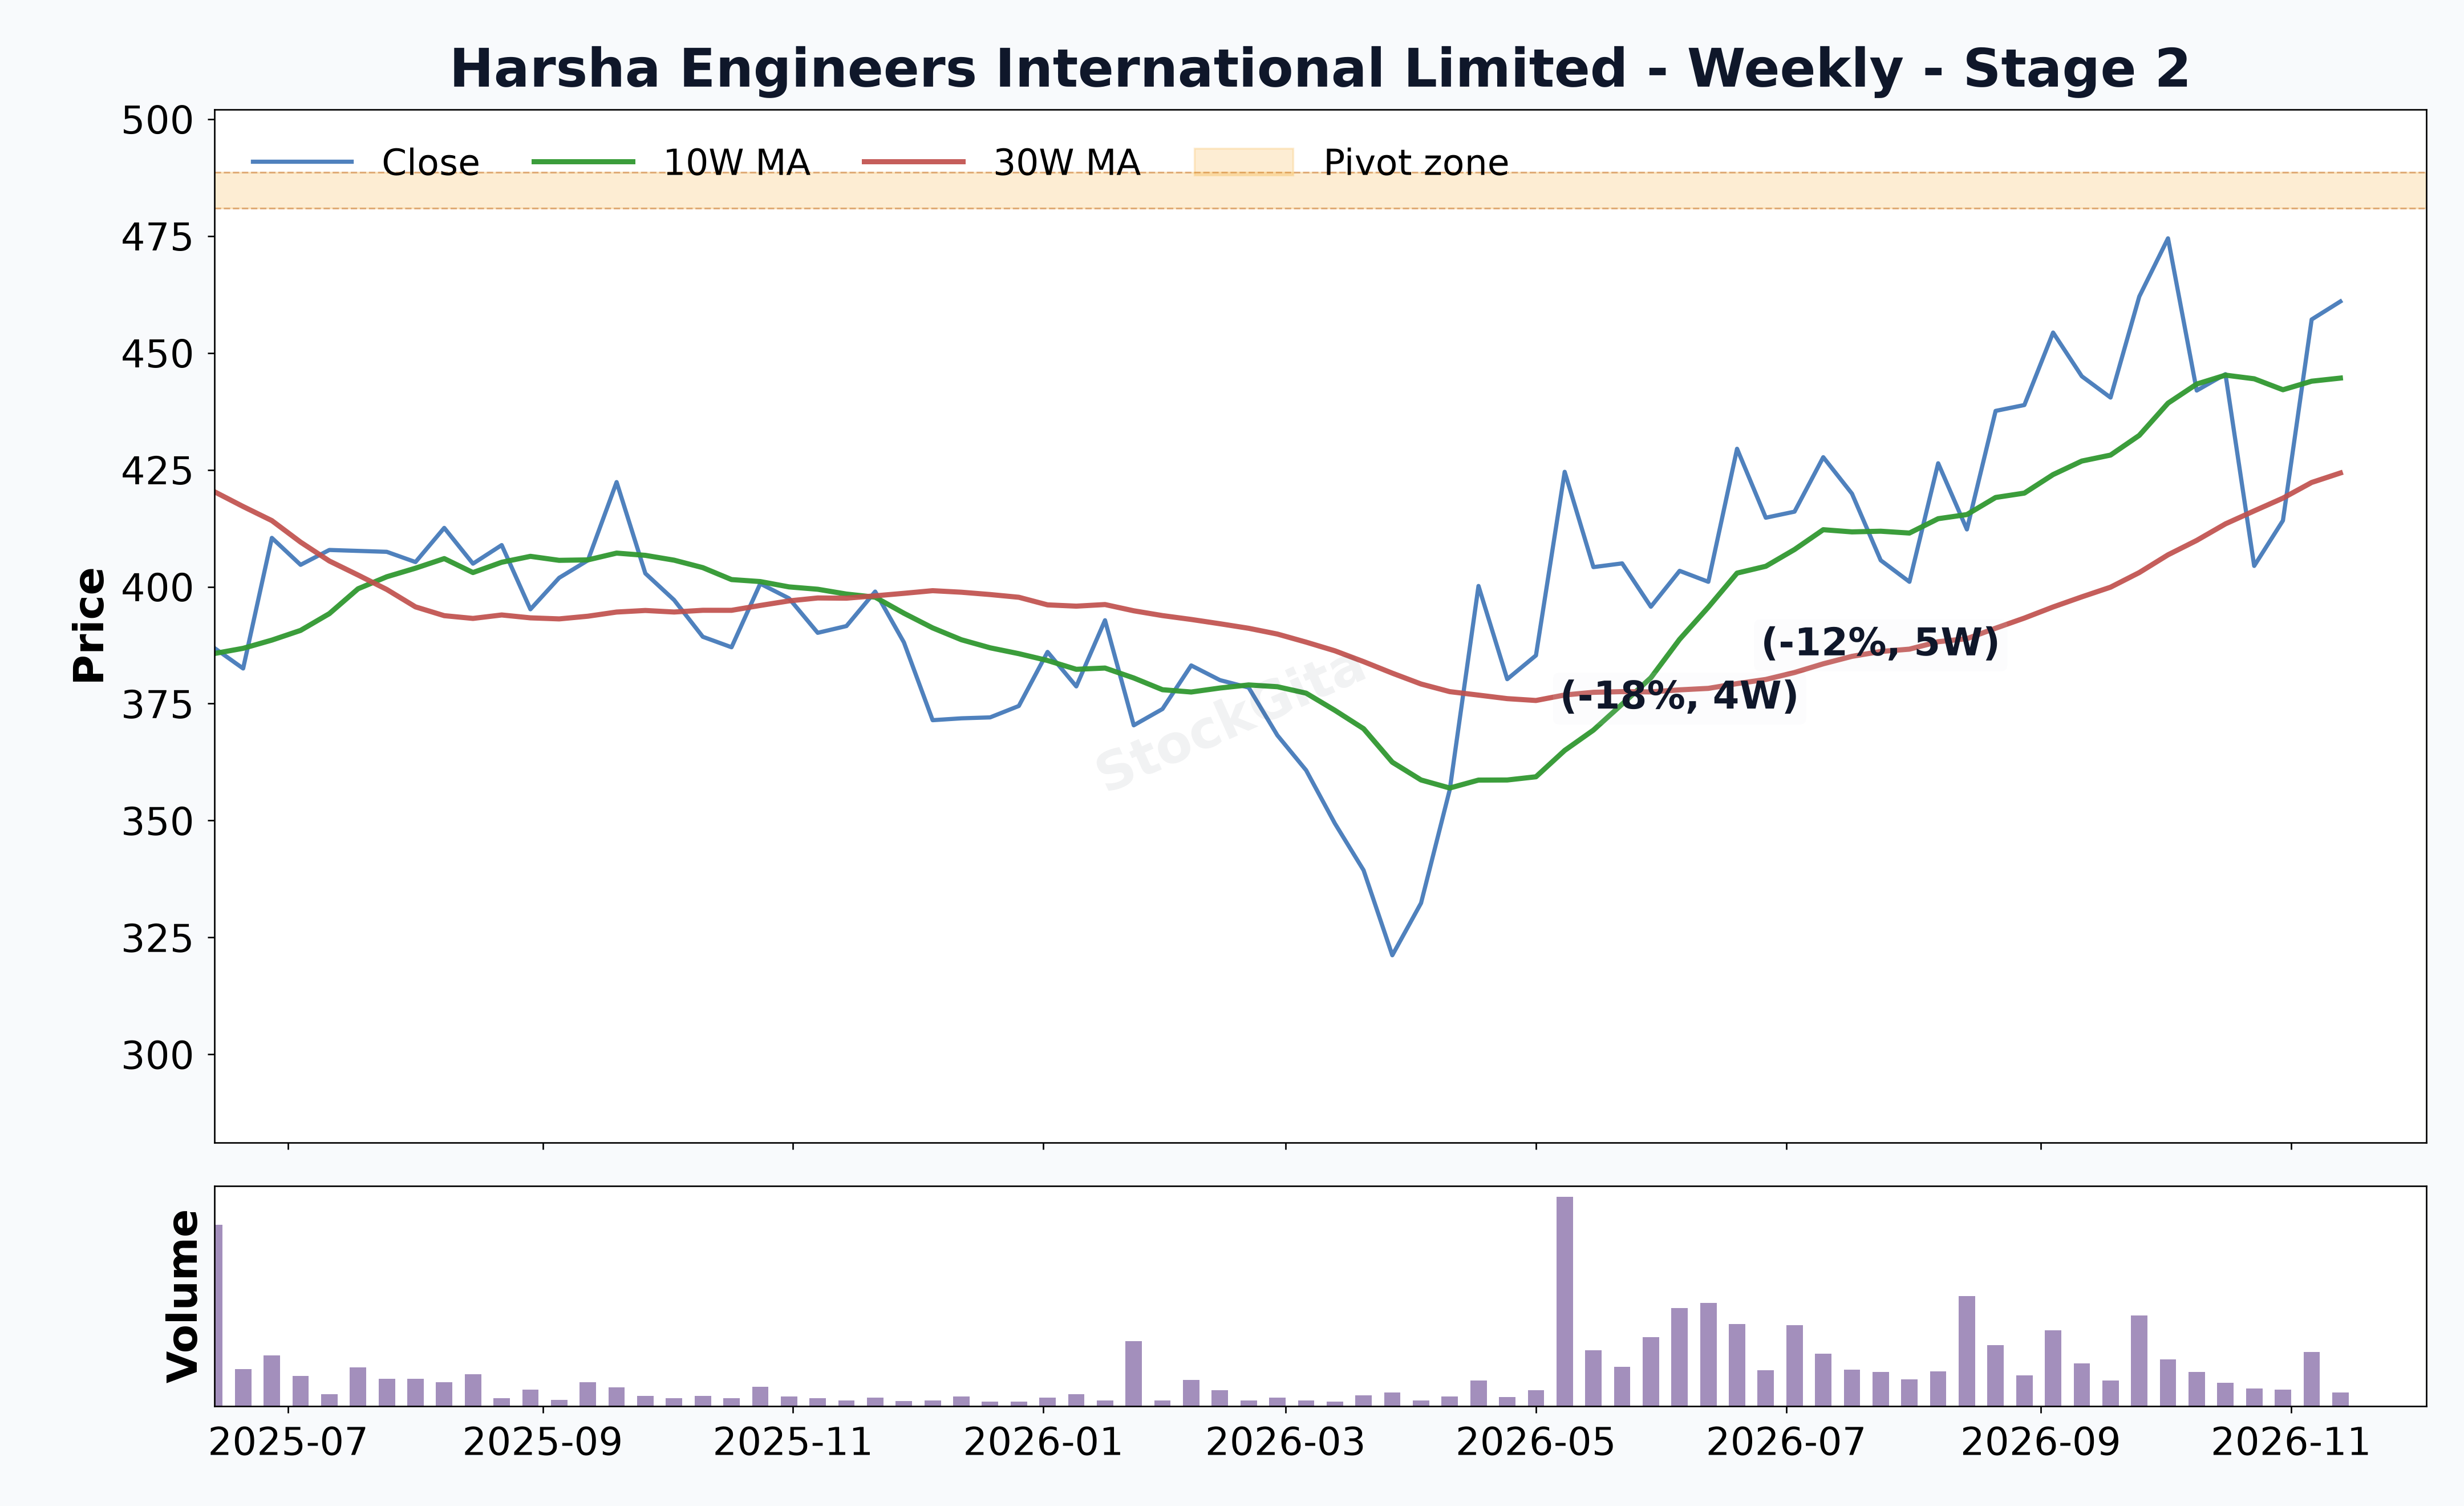 Harsha Engineers International Limited - Weekly - Stage 2
Close 10W MA 30W MA Pivot zone
500
475
450
425
400
375
350
325
300
Price
(-12%, 5W)
(-18%, 4W)
StockGita
Volume
2025-07 2025-09 2025-11 2026-01 2026-03 2026-05 2026-07 2026-09 2026-11